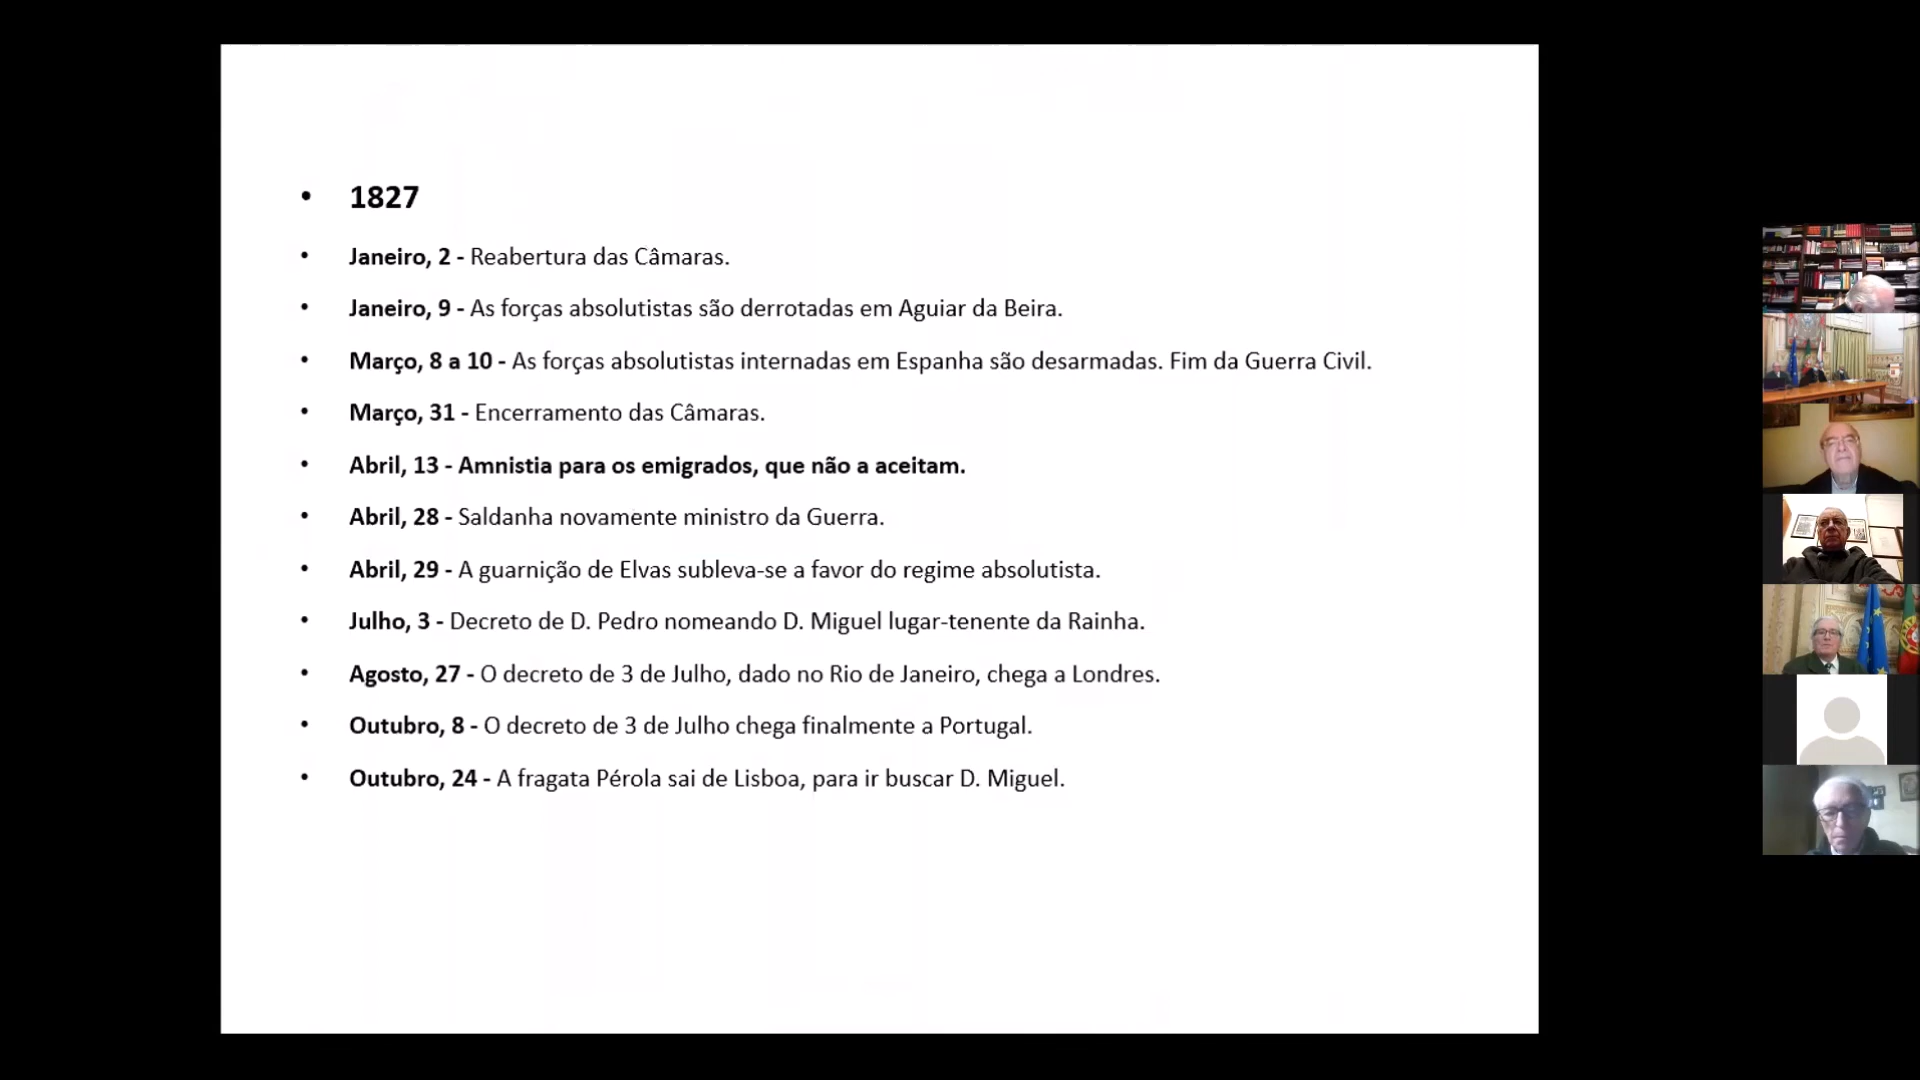 • 1827
• Janeiro, 2 - Reabertura das Câmaras.
• Janeiro, 9 - As forças absolutistas são derrotadas em Aguiar da Beira.
• Março, 8 a 10 - As forças absolutistas internadas em Espanha são desarmadas. Fim da Guerra Civil.
• Março, 31 - Encerramento das Câmaras.
• Abril, 13 - Amnistia para os emigrados, que não a aceitam.
• Abril, 28 - Saldanha novamente ministro da Guerra.
• Abril, 29 - A guarnição de Elvas subleva-se a favor do regime absolutista.
• Julho, 3 - Decreto de D. Pedro nomeando D. Miguel lugar-tenente da Rainha.
• Agosto, 27 - O decreto de 3 de Julho, dado no Rio de Janeiro, chega a Londres.
• Outubro, 8 - O decreto de 3 de Julho chega finalmente a Portugal.
• Outubro, 24 - A fragata Pérola sai de Lisboa, para ir buscar D. Miguel.